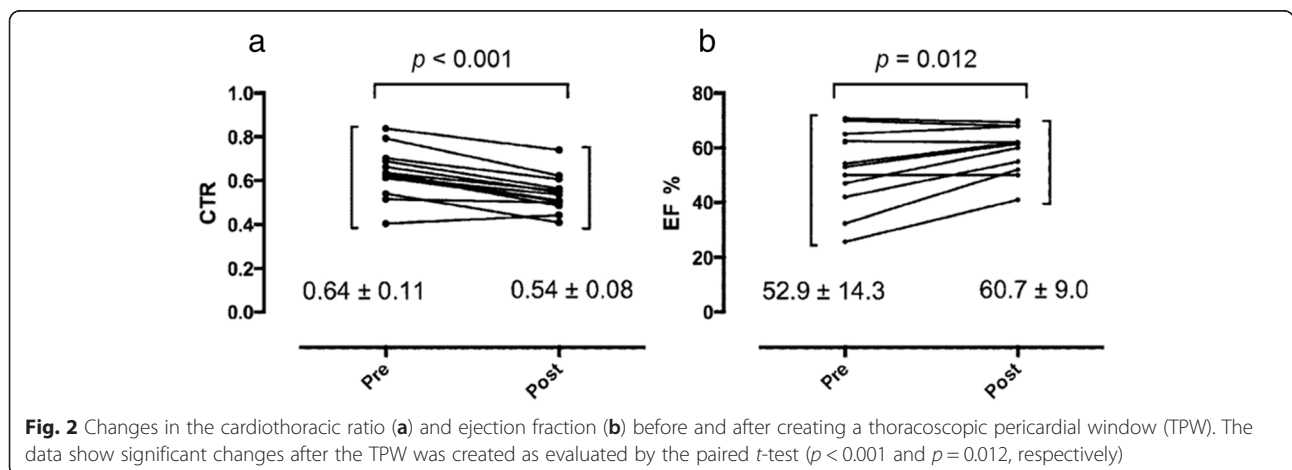 a
b
p < 0.001
p = 0.012
1.0
0.8
0.6
0.4
0.2
0.0
CTR
0.64 ± 0.11
0.54 ± 0.08
Pre
Post
80
60
40
20
0
EF %
52.9 ± 14.3
60.7 ± 9.0
Pre
Post
Fig. 2 Changes in the cardiothoracic ratio (a) and ejection fraction (b) before and after creating a thoracoscopic pericardial window (TPW). The
data show significant changes after the TPW was created as evaluated by the paired t-test (p < 0.001 and p = 0.012, respectively)